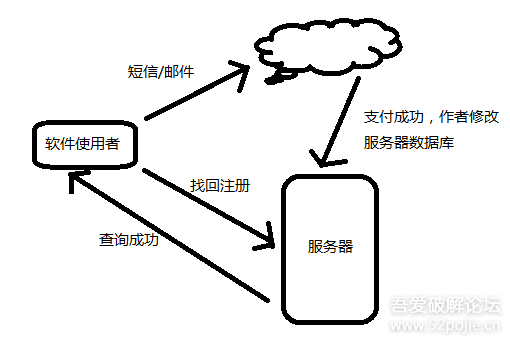 短信/邮件
支付成功，作者修改
服务器数据库
软件使用者
找回注册
查询成功
服务器
吾爱破解论坛
www.52pojie.cn